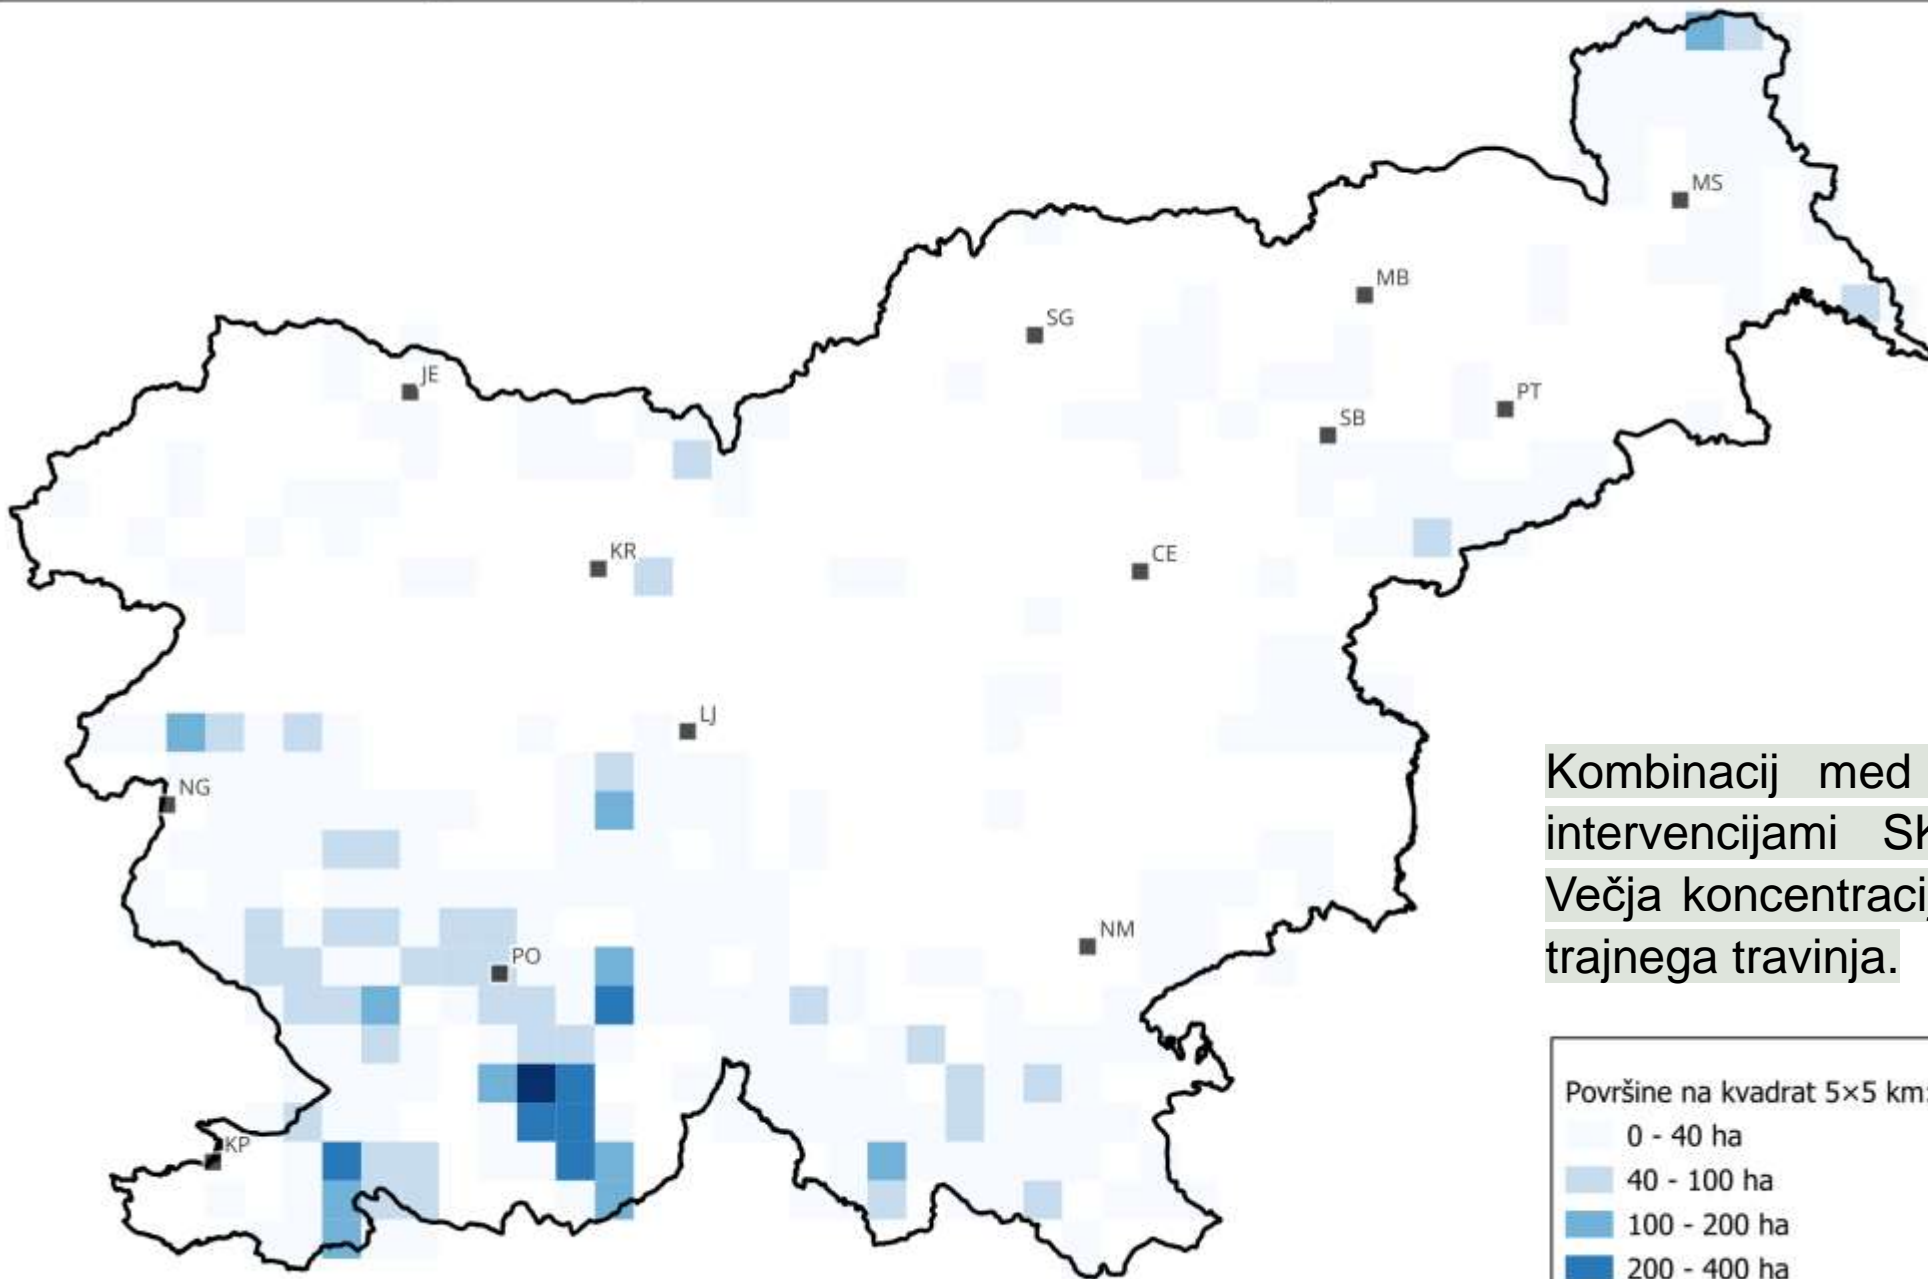 MS
MB
SG
JE
PT
SB
KR
CE
LJ
NG
Kombinacij med
intervencijami
Večja
trajnega travinja.
NM
PO
KP
Površine na kvadrat 5×5 km:
0 - 40 ha
40 - 100 ha
100 - 200 ha
200 - 400 ha